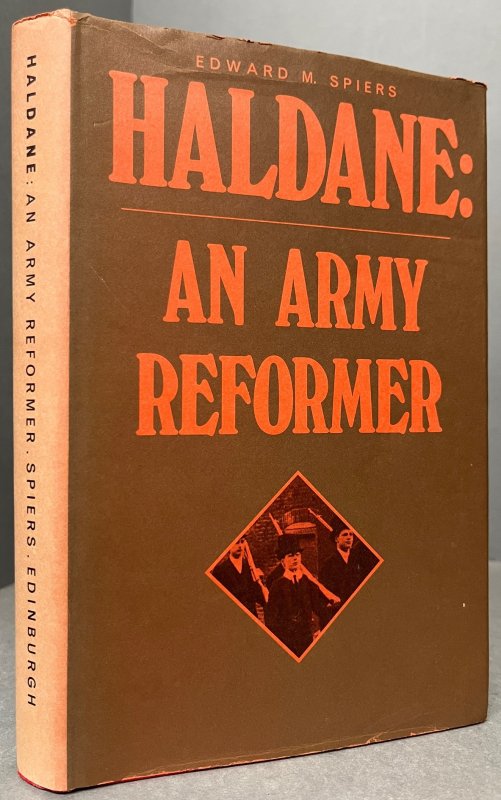 HALDANE: AN ARMY REFORMER. SPIERS. EDINBURGH
EDWARD M. SPIERS
HALDANE:
AN ARMY
REFORMER